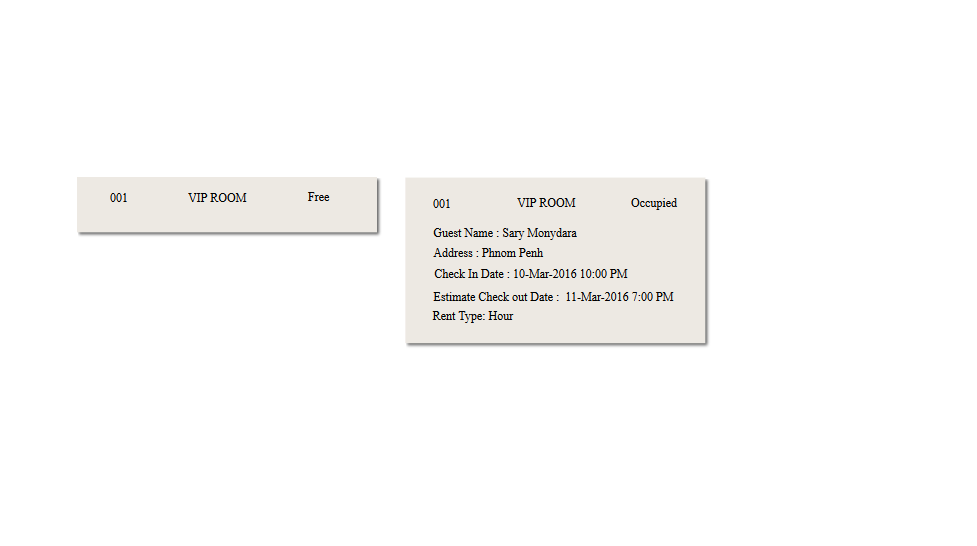 001 VIP ROOM Free
001 VIP ROOM Occupied
Guest Name : Sary Monydara
Address : Phnom Penh
Check In Date : 10-Mar-2016 10:00 PM
Estimate Check out Date : 11-Mar-2016 7:00 PM
Rent Type: Hour